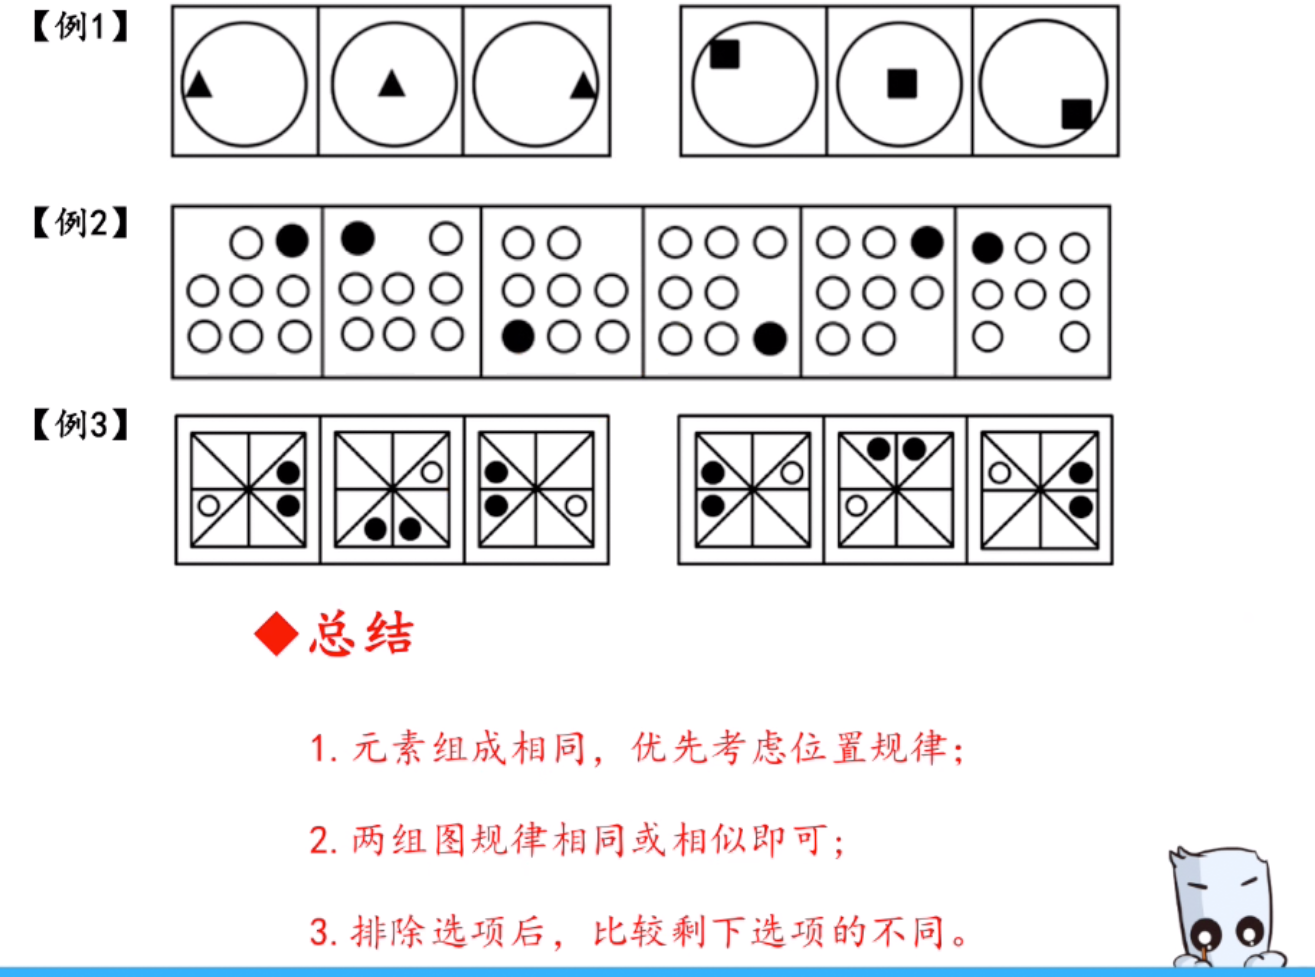 【例1】
【例2】
【例3】
◆总结
1. 元素组成相同，优先考虑位置规律；
2. 两组图规律相同或相似即可；
3. 排除选项后，比较剩下选项的不同。